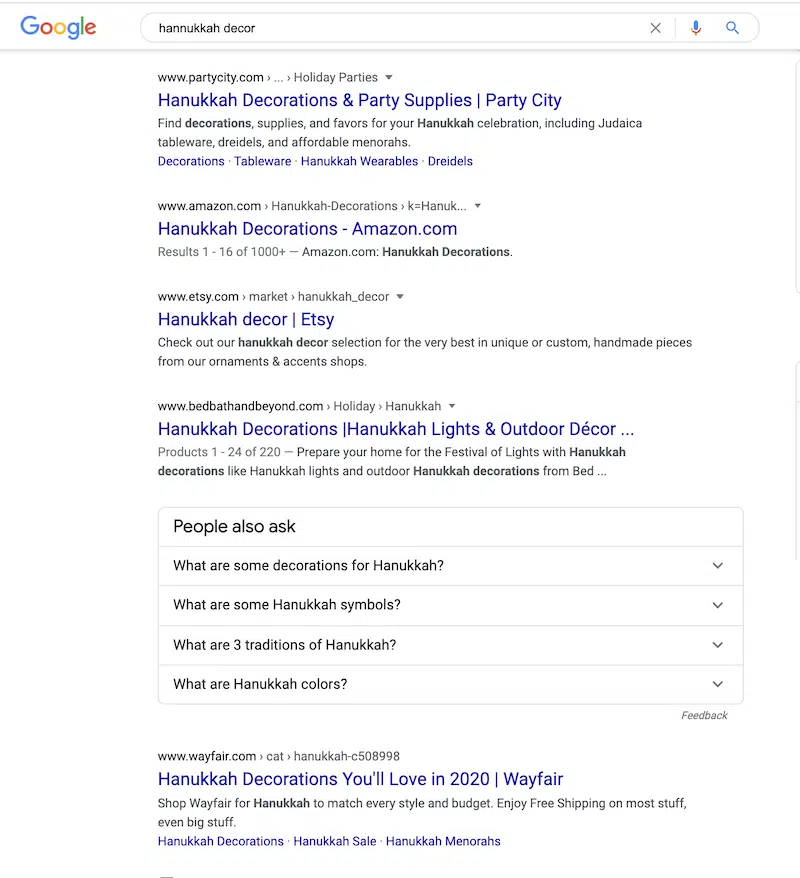 Google
hannukkah decor
www.partycity.com › ... › Holiday Parties
Hanukkah Decorations & Party Supplies | Party City
Find decorations, supplies, and favors for your Hanukkah celebration, including Judaica
tableware, dreidels, and affordable menorahs.
Decorations · Tableware · Hanukkah Wearables · Dreidels
www.amazon.com › Hanukkah-Decorations › k=Hanuk...
Hanukkah Decorations - Amazon.com
Results 1 - 16 of 1000+ — Amazon.com: Hanukkah Decorations.
www.etsy.com › market › hanukkah_decor
Hanukkah decor | Etsy
Check out our hanukkah decor selection for the very best in unique or custom, handmade pieces
from our ornaments & accents shops.
www.bedbathandbeyond.com › Holiday › Hanukkah
Hanukkah Decorations |Hanukkah Lights & Outdoor Décor ...
Products 1 - 24 of 220 — Prepare your home for the Festival of Lights with Hanukkah
decorations like Hanukkah lights and outdoor Hanukkah decorations from Bed ...
People also ask
What are some decorations for Hanukkah?
What are some Hanukkah symbols?
What are 3 traditions of Hanukkah?
What are Hanukkah colors?
Feedback
www.wayfair.com › cat › hanukkah-c508998
Hanukkah Decorations You'll Love in 2020 | Wayfair
Shop Wayfair for Hanukkah to match every style and budget. Enjoy Free Shipping on most stuff,
even big stuff.
Hanukkah Decorations · Hanukkah Sale · Hanukkah Menorahs